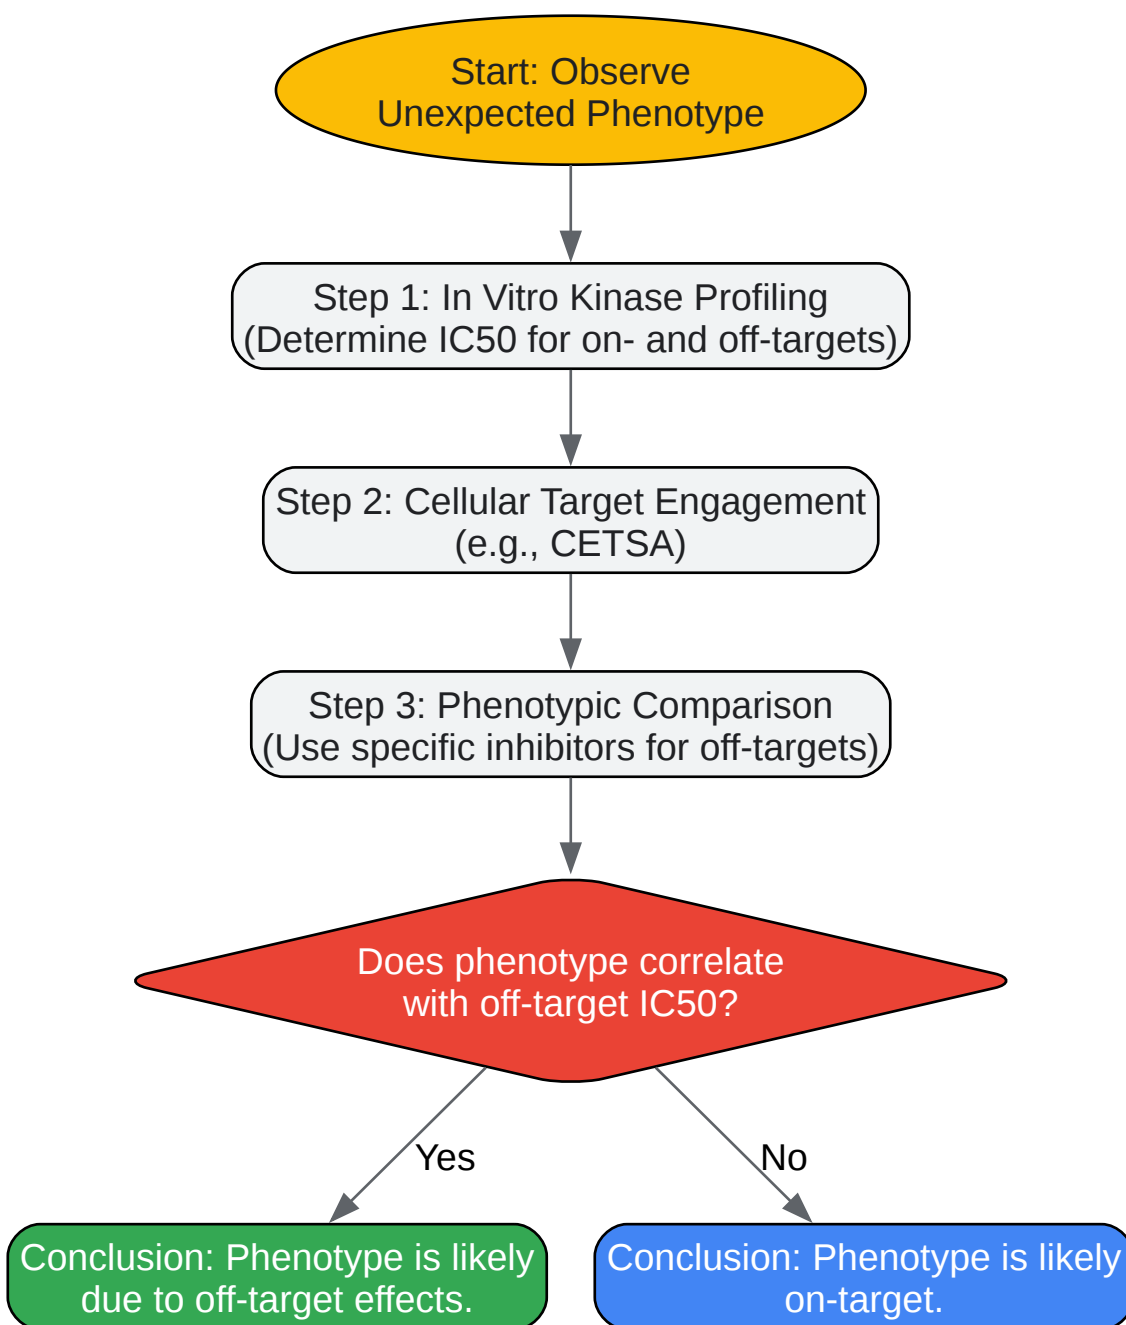 Start: Observe
Unexpected Phenotype
Step 1: In Vitro Kinase Profiling
(Determine IC50 for on- and off-targets)
Step 2: Cellular Target Engagement
(e.g., CETSA)
Step 3: Phenotypic Comparison
(Use specific inhibitors for off-targets)
Does phenotype correlate
with off-target IC50?
Yes
No
Conclusion: Phenotype is likely
due to off-target effects.
Conclusion: Phenotype is likely
on-target.